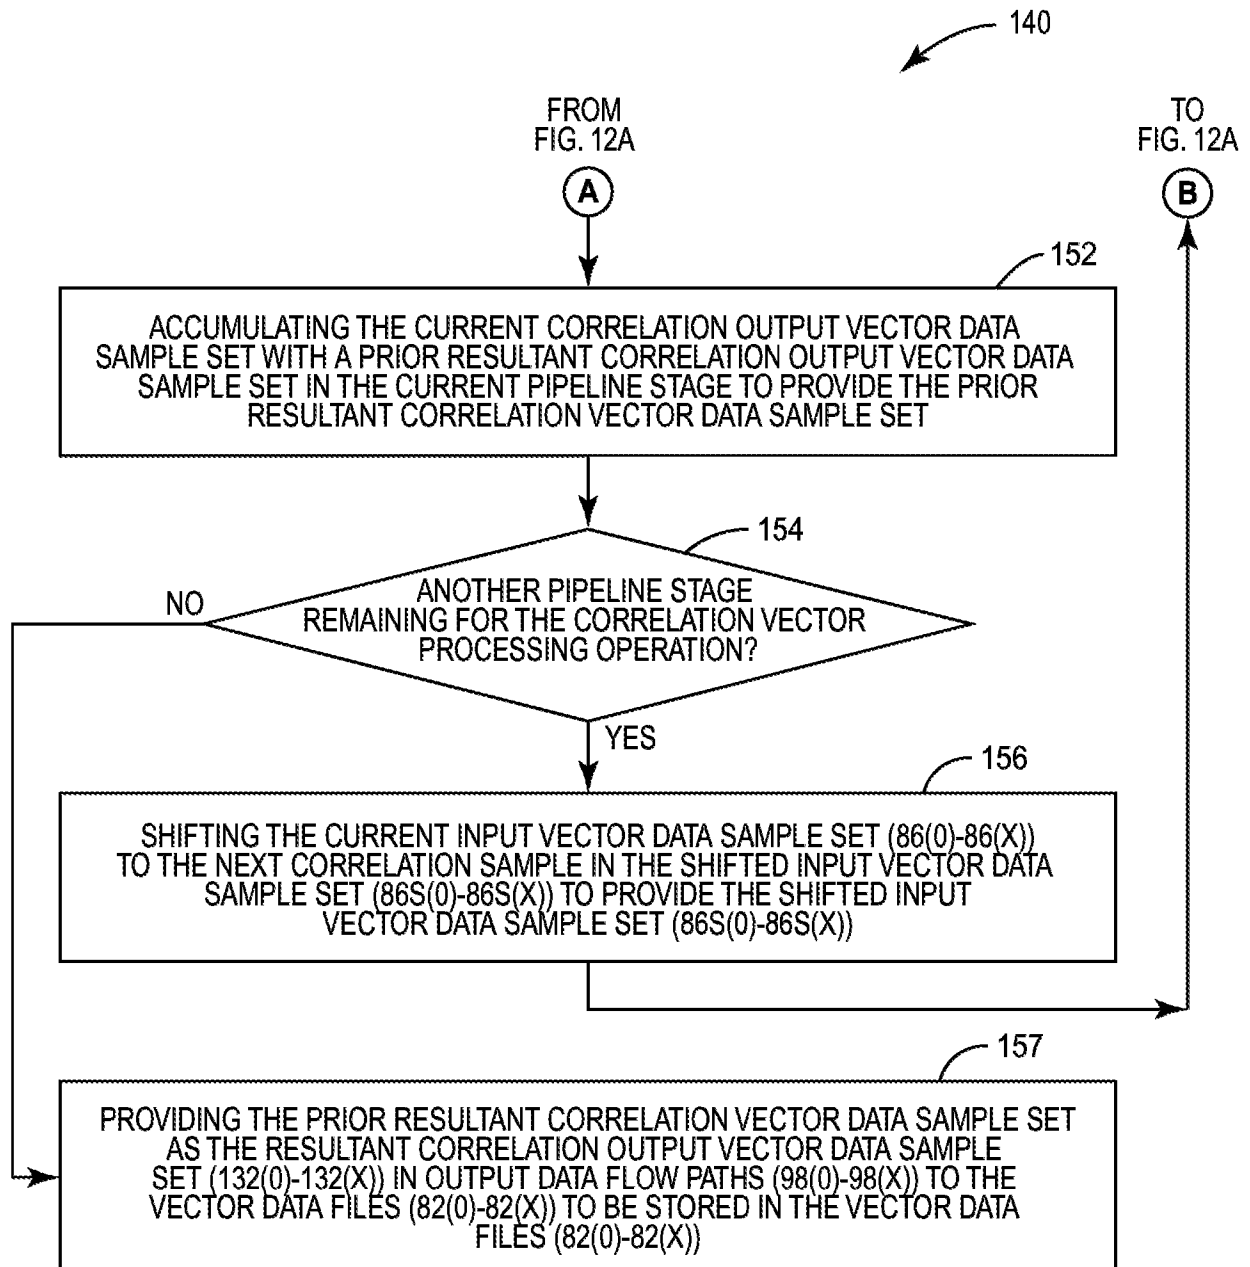 140
FROM
FIG. 12A
TO
FIG. 12A
A
B
152
ACCUMULATING THE CURRENT CORRELATION OUTPUT VECTOR DATA
SAMPLE SET WITH A PRIOR RESULTANT CORRELATION OUTPUT VECTOR DATA
SAMPLE SET IN THE CURRENT PIPELINE STAGE TO PROVIDE THE PRIOR
RESULTANT CORRELATION VECTOR DATA SAMPLE SET
154
ANOTHER PIPELINE STAGE
REMAINING FOR THE CORRELATION VECTOR
PROCESSING OPERATION?
NO
YES
156
SHIFTING THE CURRENT INPUT VECTOR DATA SAMPLE SET (86(0)-86(X))
TO THE NEXT CORRELATION SAMPLE IN THE SHIFTED INPUT VECTOR DATA
SAMPLE SET (86S(0)-86S(X)) TO PROVIDE THE SHIFTED INPUT
VECTOR DATA SAMPLE SET (86S(0)-86S(X))
157
PROVIDING THE PRIOR RESULTANT CORRELATION VECTOR DATA SAMPLE SET
AS THE RESULTANT CORRELATION OUTPUT VECTOR DATA SAMPLE
SET (132(0)-132(X)) IN OUTPUT DATA FLOW PATHS (98(0)-98(X)) TO THE
VECTOR DATA FILES (82(0)-82(X)) TO BE STORED IN THE VECTOR DATA
FILES (82(0)-82(X))